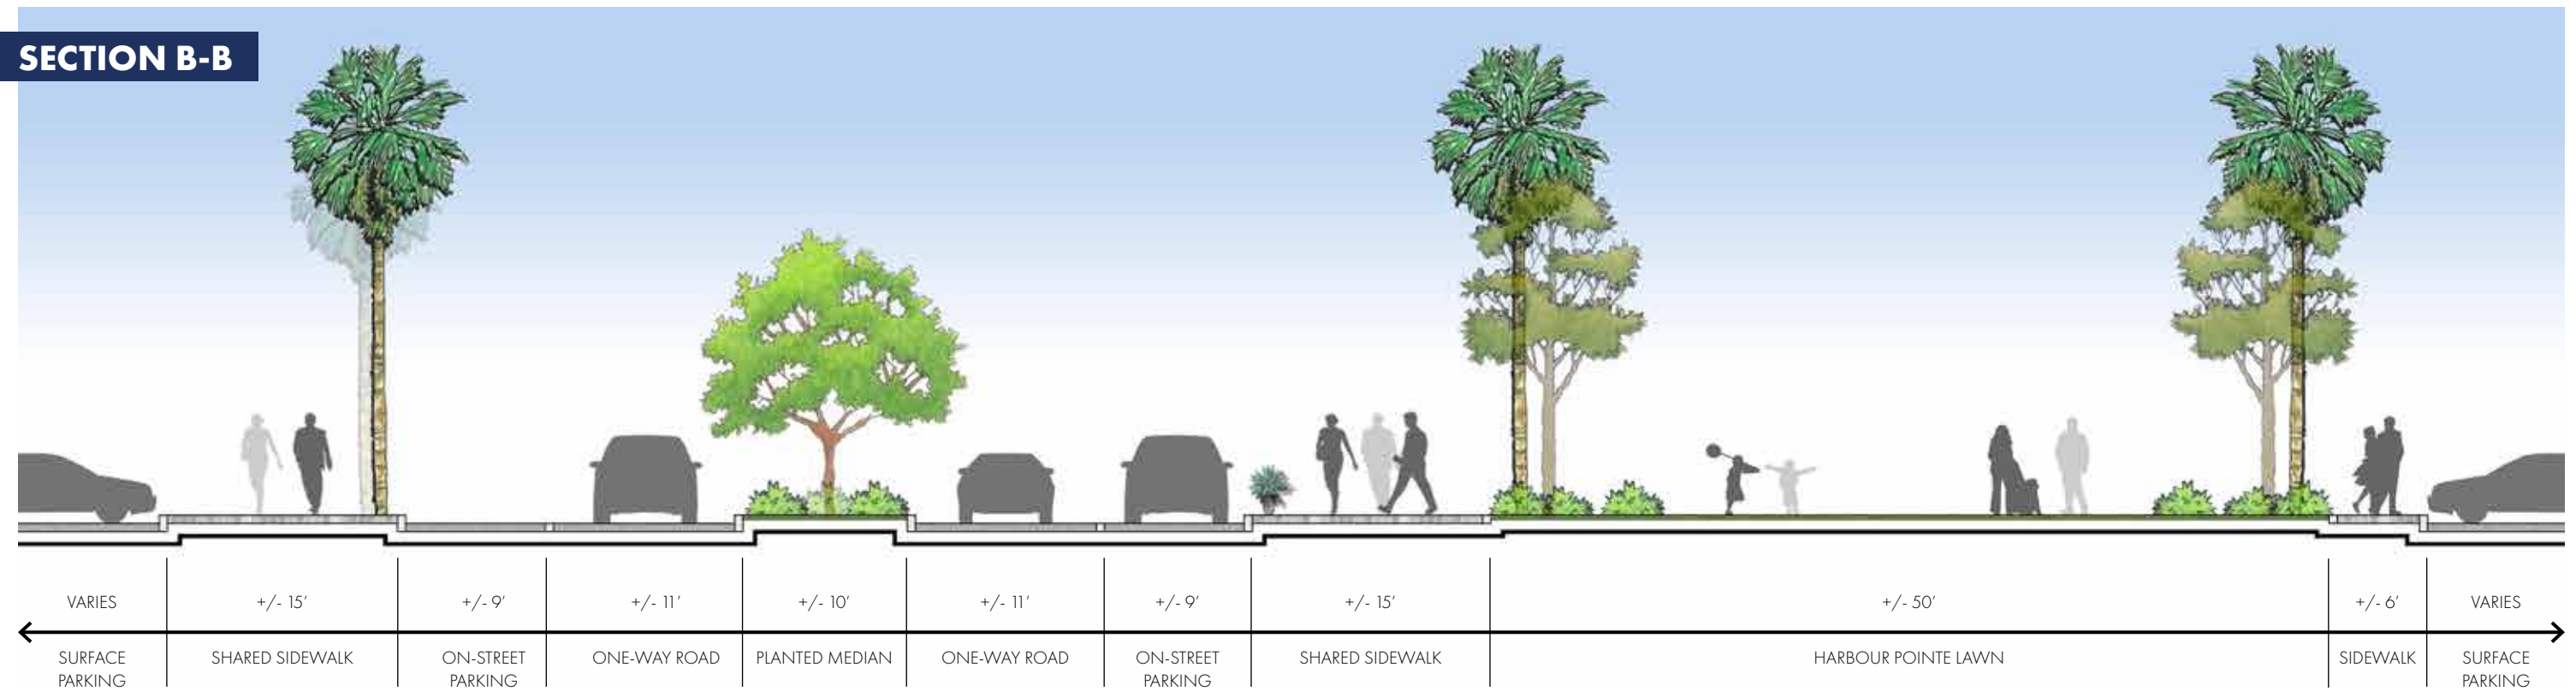 SECTION B-B
VARIES
+/- 15'
+/- 9'
+/- 11'
+/- 10'
+/- 11'
+/- 9'
+/- 15'
+/- 50'
+/- 6'
VARIES
SURFACE
PARKING
SHARED SIDEWALK
ON-STREET
PARKING
ONE-WAY ROAD
PLANTED MEDIAN
ONE-WAY ROAD
ON-STREET
PARKING
SHARED SIDEWALK
HARBOUR POINTE LAWN
SIDEWALK
SURFACE
PARKING